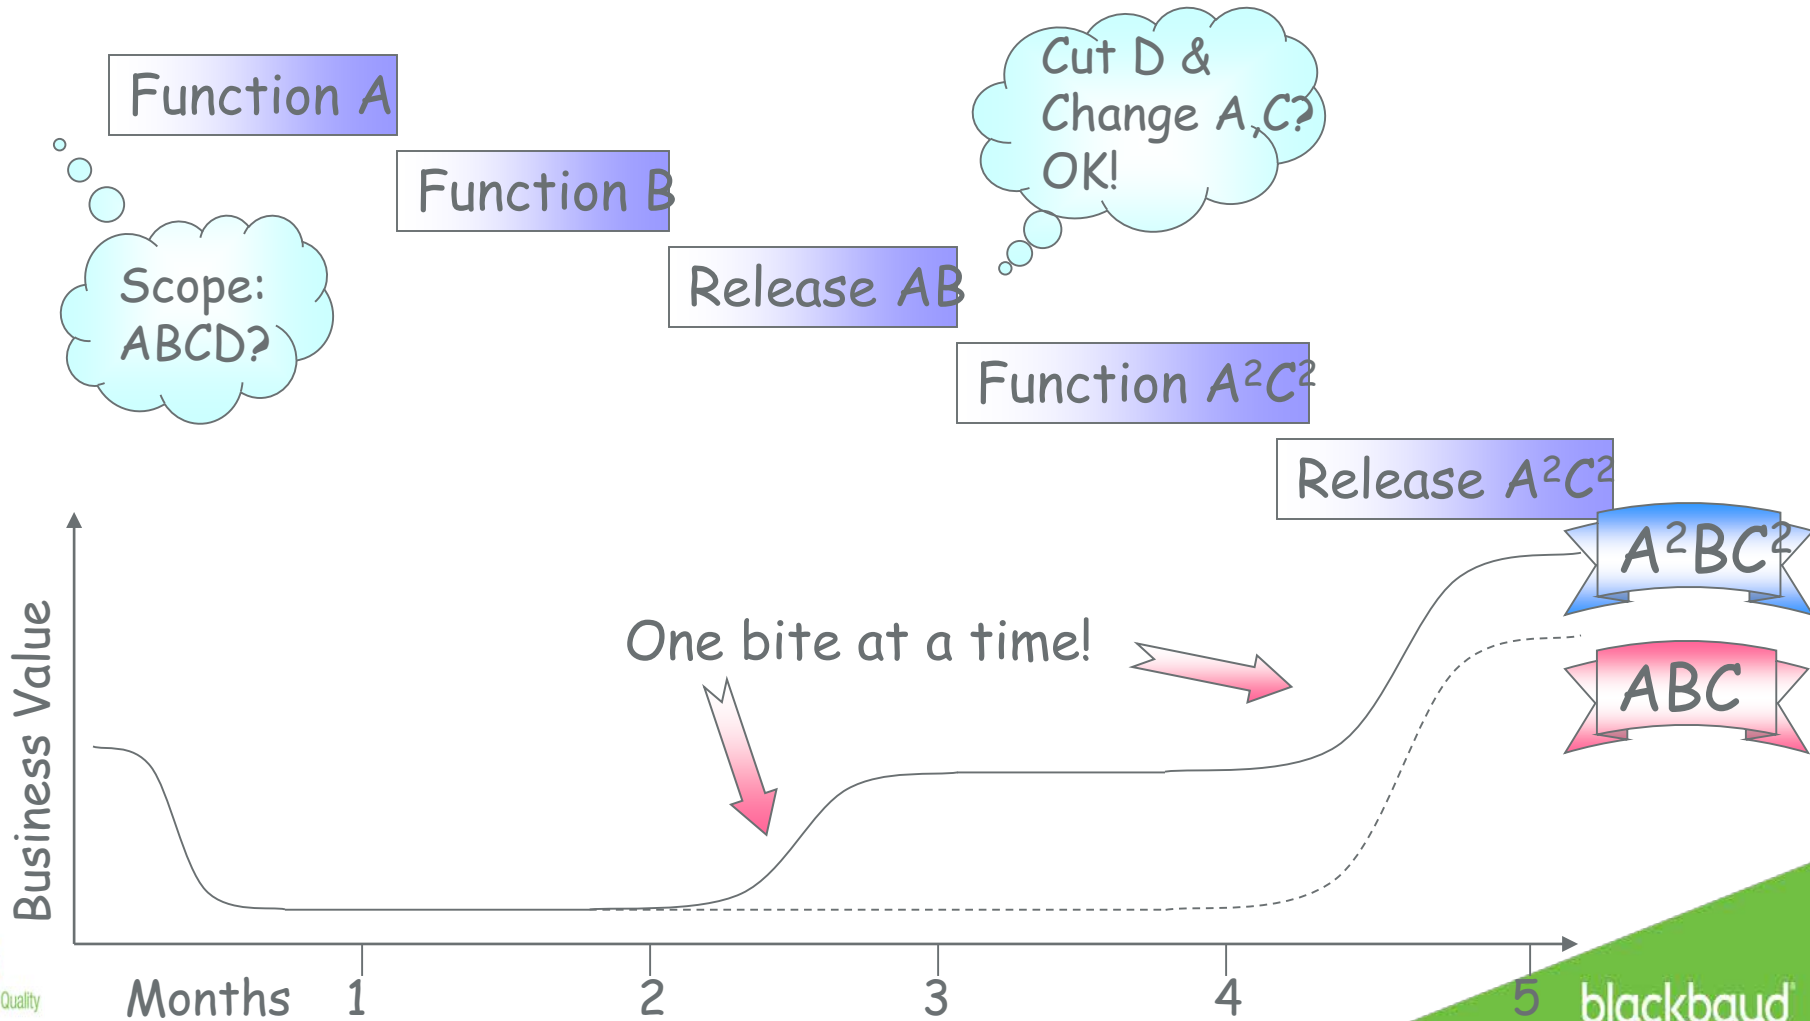 Function A
Function B
Release AB
Cut D &
Change A,C?
OK!
Scope:
ABCD?
Function A²C²
Release A²C²
A²BC²
ABC
One bite at a time!
Business Value
Months 1 2 3 4 5
Quality
blackbaud